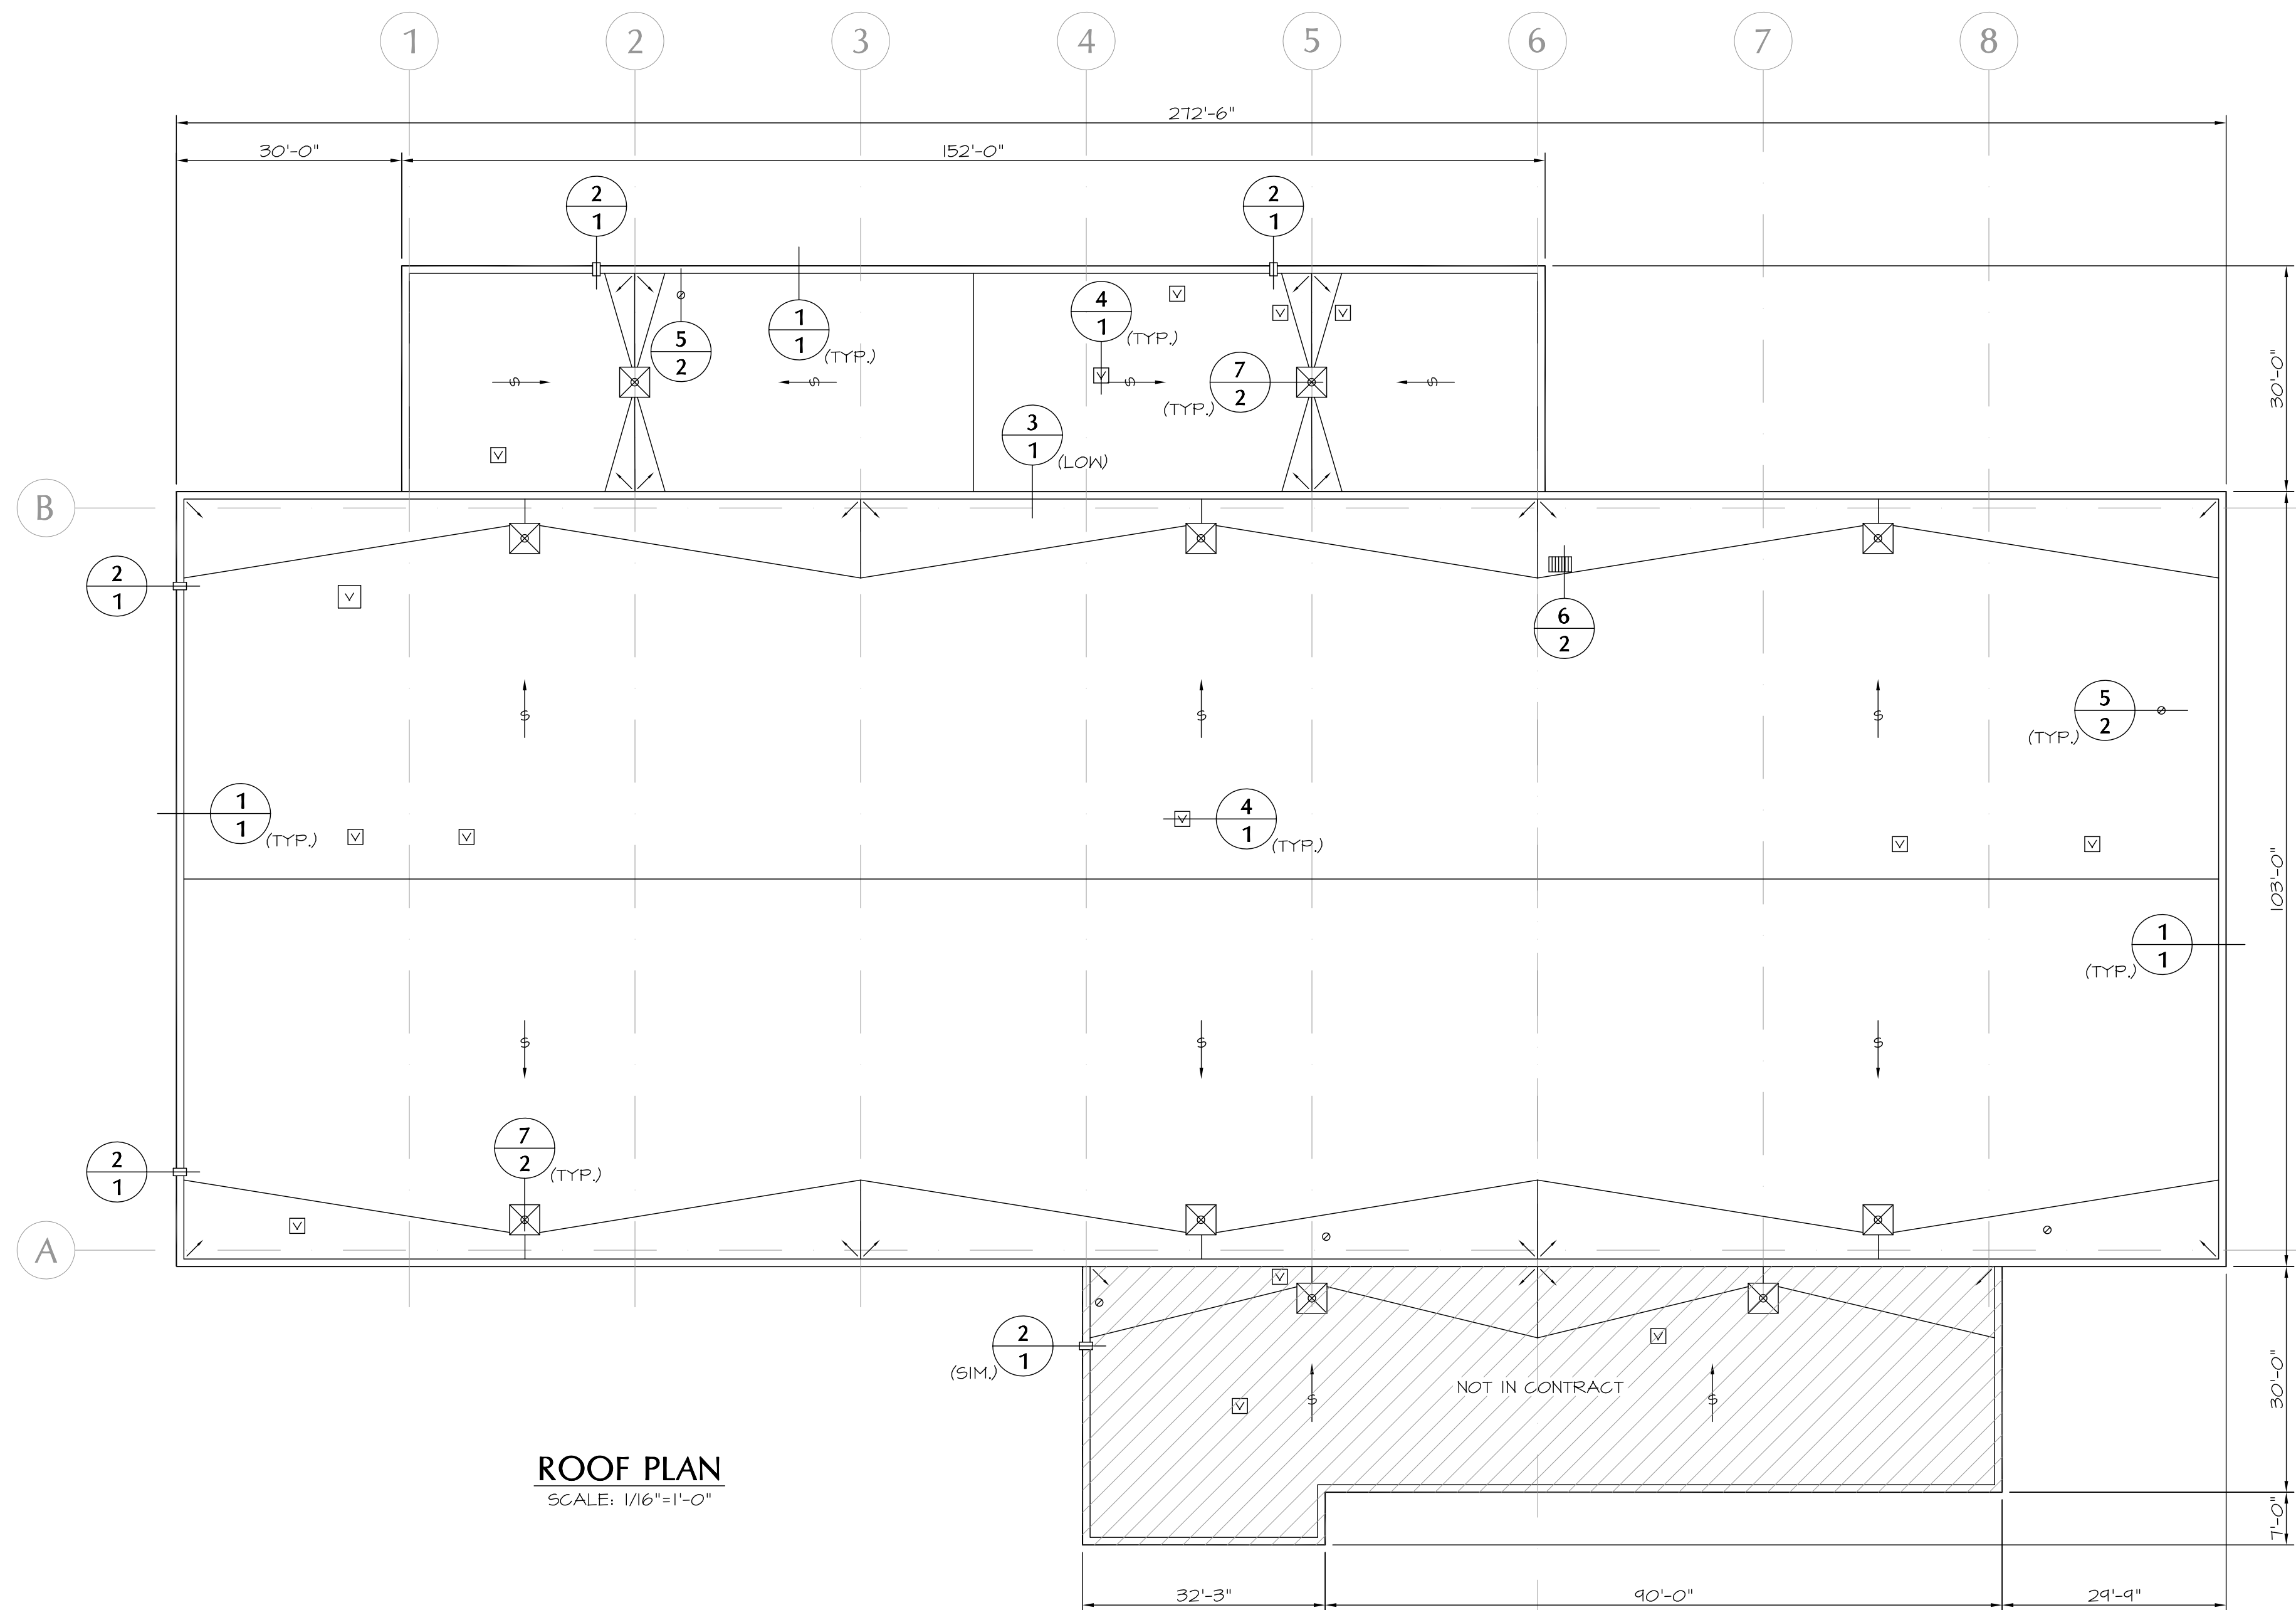 1 2 3 4 5 6 7 8
272'-6"
30'-0" 152'-0"
2
1
2
1
4
1
(TYP.)
1
1
(TYP.)
5
2
30'-0"
S S S S
7
2
(TYP.)
3
1
(LOW)
V V V V V
B
2
1
V
6
2
S S S
5
2
(TYP.)
1
1
(TYP.)
V V V
4
1
(TYP.)
V V
103'-0"
1
1
(TYP.)
S S S
7
2
(TYP.)
2
1
V
A
V
2
1
(SIM.)
V
NOT IN CONTRACT
V S S
30'-0"
ROOF PLAN
SCALE: 1/16"=1'-0"
7'-0"
32'-3" 90'-0" 29'-9"